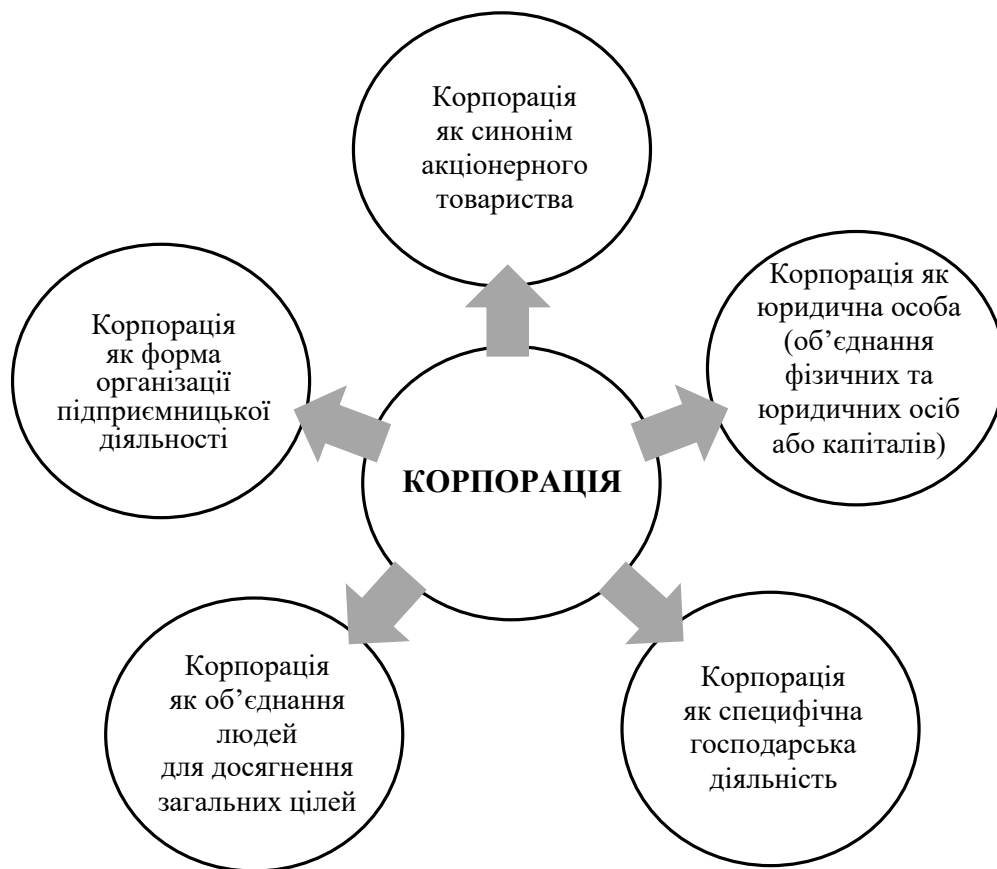 Корпорація
як синонім
акціонерного
товариства
Корпорація
як форма
організації
підприємницької
діяльності
Корпорація як
юридична особа
(об’єднання
фізичних та
юридичних осіб
або капіталів)
КОРПОРАЦІЯ
Корпорація
як об’єднання
людей
для досягнення
загальних цілей
Корпорація
як специфічна
господарська
діяльність